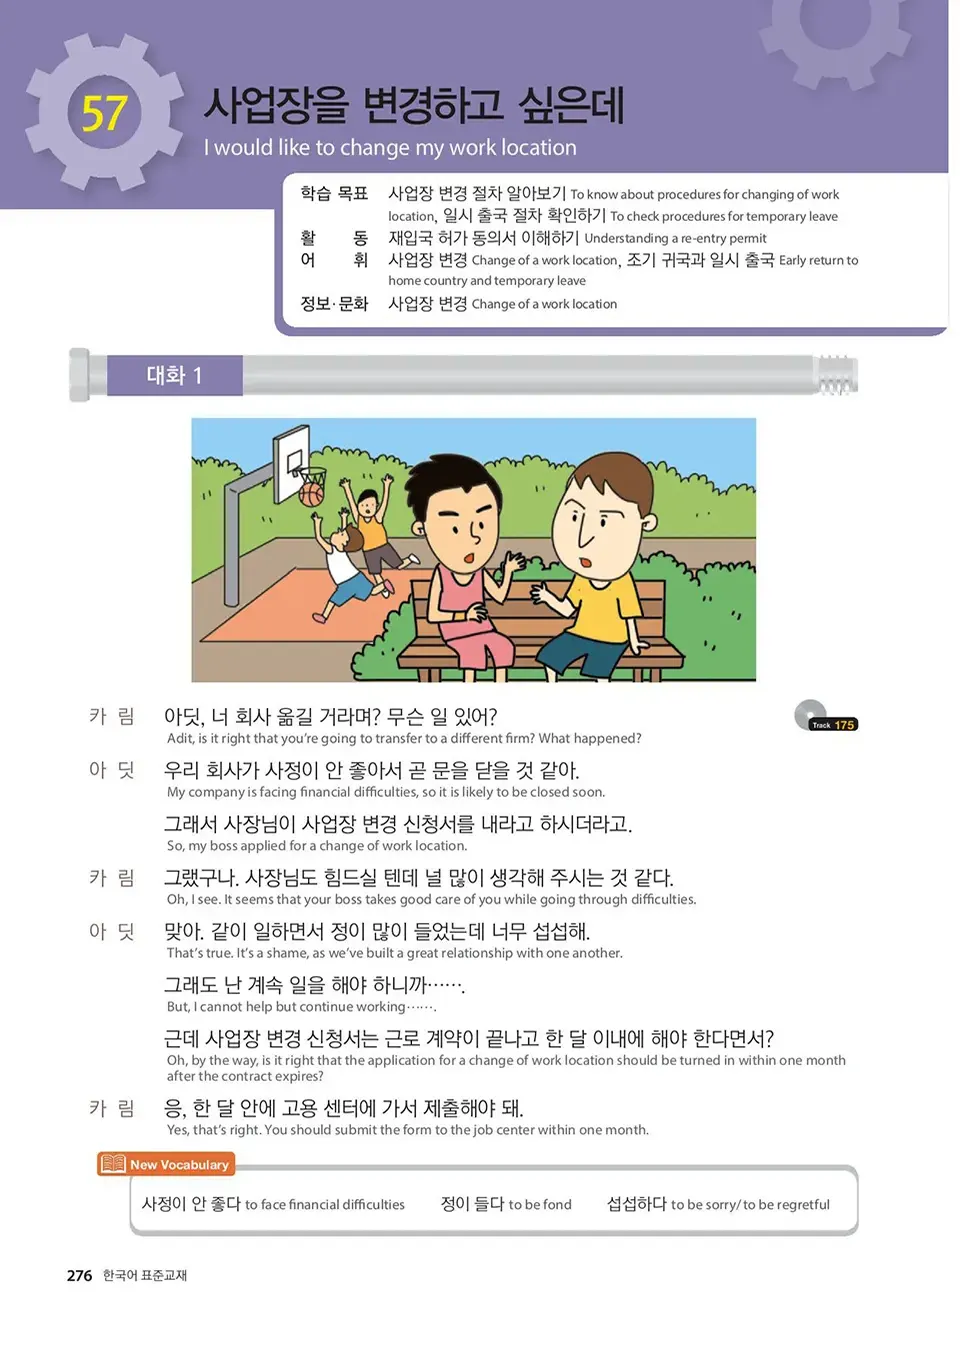 57
사업장을 변경하고 싶은데
I would like to change my work location
학습 목표 사업장 변경 절차 알아보기 To know about procedures for changing of work
location, 일시 출국 절차 확인하기 To check procedures for temporary leave
활 동 재입국 허가 동의서 이해하기 Understanding a re-entry permit
어 휘 사업장 변경 Change of a work location, 조기 귀국과 일시 출국 Early return to
home country and temporary leave
정보·문화 사업장 변경 Change of a work location
대화 1
카 림 아딧, 너 회사 옮길 거라며? 무슨 일 있어?
Adit, is it right that you're going to transfer to a different firm? What happened?
Track 175
아 딧 우리 회사가 사정이 안 좋아서 곧 문을 닫을 것 같아.
My company is facing financial difficulties, so it is likely to be closed soon.
그래서 사장님이 사업장 변경 신청서를 내라고 하시더라고.
So, my boss applied for a change of work location.
카 림 그랬구나. 사장님도 힘드실 텐데 널 많이 생각해 주시는 것 같다.
Oh, I see. It seems that your boss takes good care of you while going through difficulties.
아 딧 맞아. 같이 일하면서 정이 많이 들었는데 너무 섭섭해.
That's true. It's a shame, as we've built a great relationship with one another.
그래도 난 계속 일을 해야 하니까…….
But, I cannot help but continue working…….
근데 사업장 변경 신청서는 근로 계약이 끝나고 한 달 이내에 해야 한다면서?
Oh, by the way, is it right that the application for a change of work location should be turned in within one month
after the contract expires?
카 림 응, 한 달 안에 고용 센터에 가서 제출해야 돼.
Yes, that's right. You should submit the form to the job center within one month.
New Vocabulary
사정이 안 좋다 to face financial difficulties 정이 들다 to be fond 섭섭하다 to be sorry/to be regretful
276 한국어 표준교재